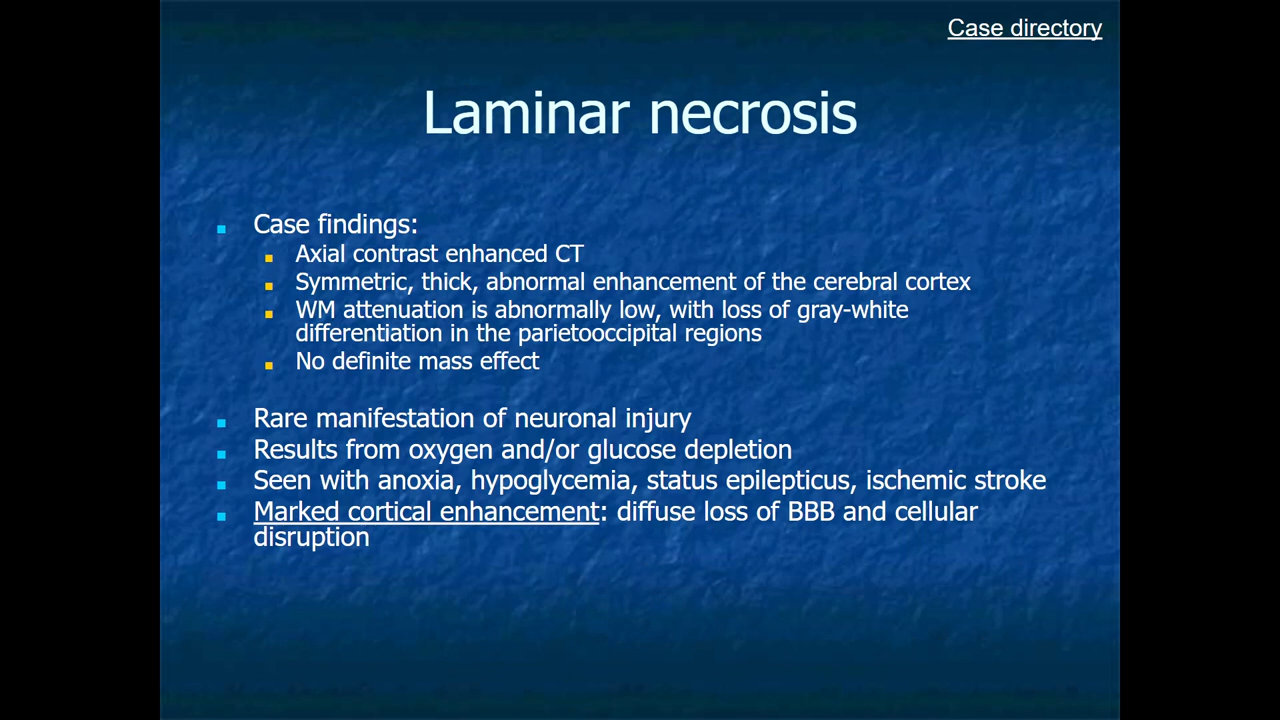 Case directory
Laminar necrosis
Case findings:
Axial contrast enhanced CT
Symmetric, thick, abnormal enhancement of the cerebral cortex
WM attenuation is abnormally low, with loss of gray-white
differentiation in the parietooccipital regions
No definite mass effect
Rare manifestation of neuronal injury
Results from oxygen and/or glucose depletion
Seen with anoxia, hypoglycemia, status epilepticus, ischemic stroke
Marked cortical enhancement: diffuse loss of BBB and cellular
disruption